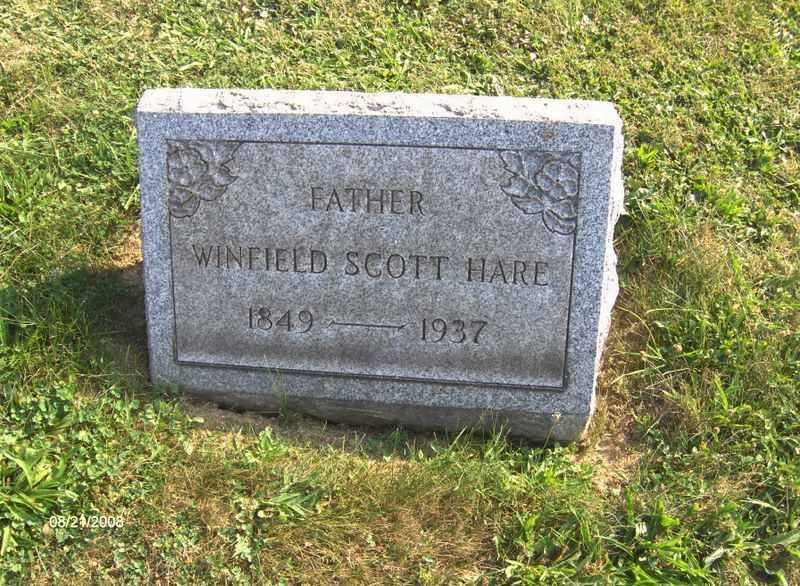 FATHER
WINFIELD SCOTT HARE
1849 — 1937
08/21/2008